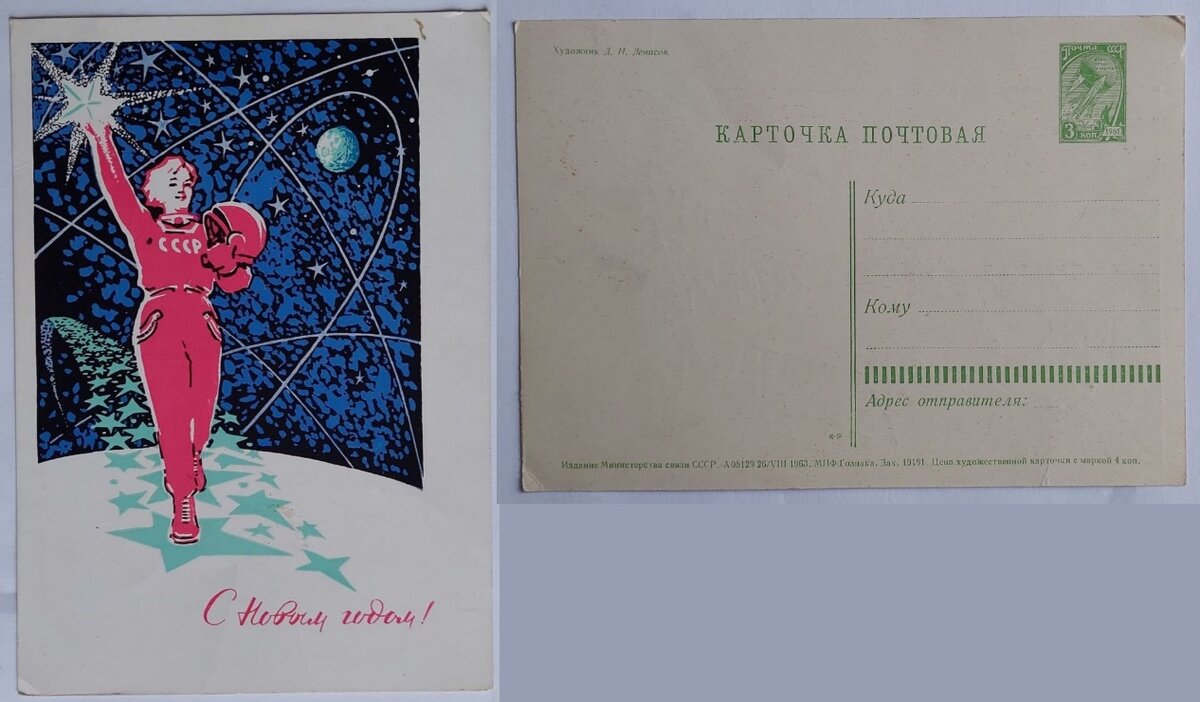 СССР
С Новым годом!
Художник Д. И. Денисов.
Почта СССР
3 коп
1961
КАРТОЧКА ПОЧТОВАЯ
Куда
Кому
Адрес отправителя:
**
Издание Министерства связи СССР. А 08129 26/VIII 1963. МПФ Гознака. Зак. 19191. Цена художественной карточки с маркой 4 коп.